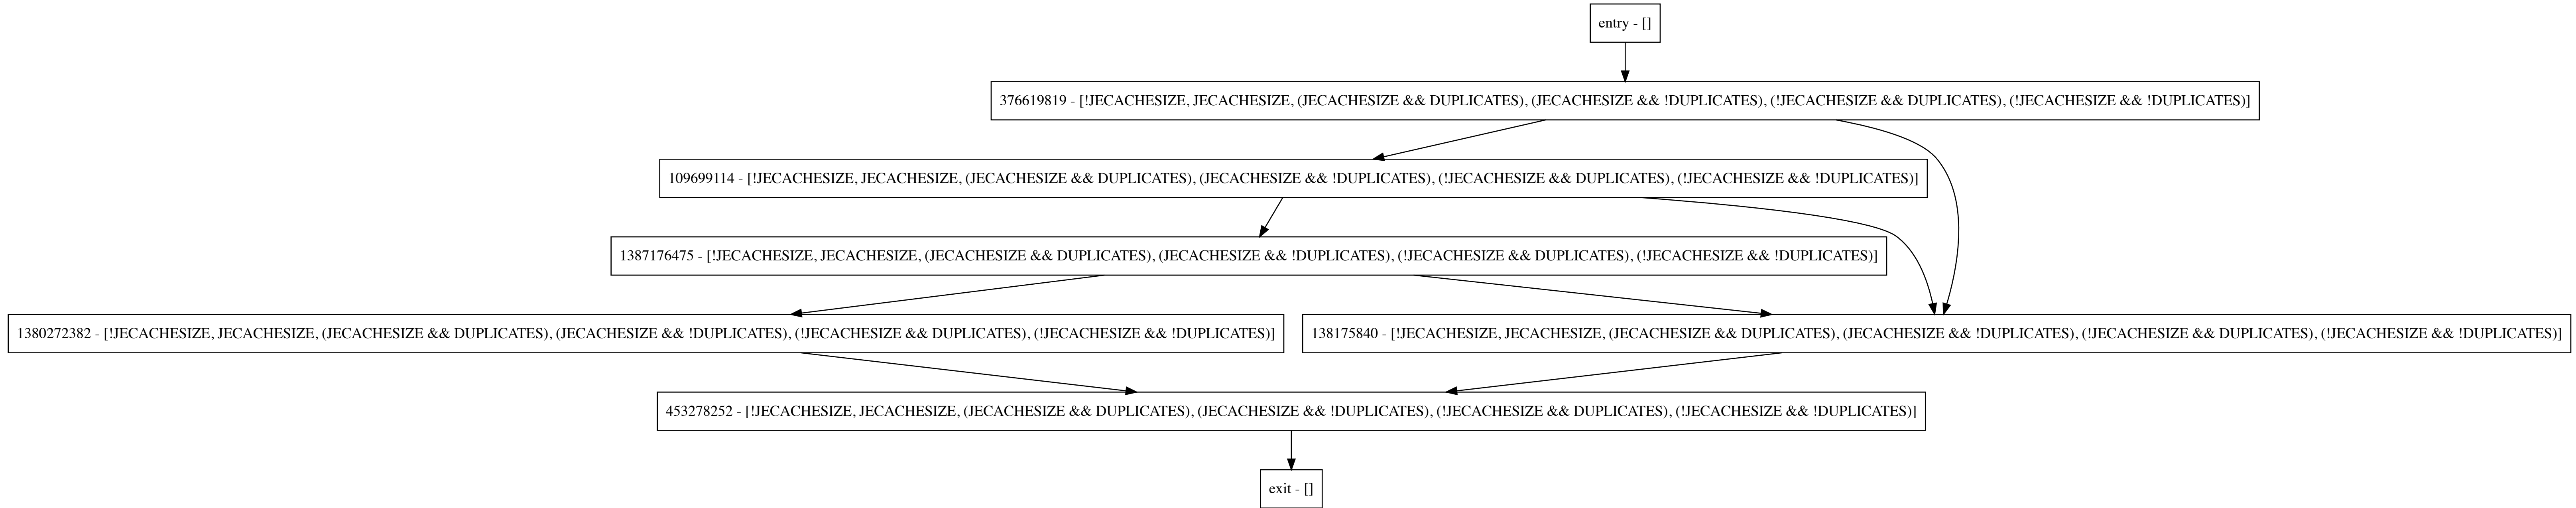 entry - []
376619819 - [!JECACHESIZE, JECACHESIZE, (JECACHESIZE && DUPLICATES), (JECACHESIZE && !DUPLICATES), (!JECACHESIZE && DUPLICATES), (!JECACHESIZE && !DUPLICATES)]
109699114 - [!JECACHESIZE, JECACHESIZE, (JECACHESIZE && DUPLICATES), (JECACHESIZE && !DUPLICATES), (!JECACHESIZE && DUPLICATES), (!JECACHESIZE && !DUPLICATES)]
1387176475 - [!JECACHESIZE, JECACHESIZE, (JECACHESIZE && DUPLICATES), (JECACHESIZE && !DUPLICATES), (!JECACHESIZE && DUPLICATES), (!JECACHESIZE && !DUPLICATES)]
1380272382 - [!JECACHESIZE, JECACHESIZE, (JECACHESIZE && DUPLICATES), (JECACHESIZE && !DUPLICATES), (!JECACHESIZE && DUPLICATES), (!JECACHESIZE && !DUPLICATES)]
138175840 - [!JECACHESIZE, JECACHESIZE, (JECACHESIZE && DUPLICATES), (JECACHESIZE && !DUPLICATES), (!JECACHESIZE && DUPLICATES), (!JECACHESIZE && !DUPLICATES)]
453278252 - [!JECACHESIZE, JECACHESIZE, (JECACHESIZE && DUPLICATES), (JECACHESIZE && !DUPLICATES), (!JECACHESIZE && DUPLICATES), (!JECACHESIZE && !DUPLICATES)]
exit - []